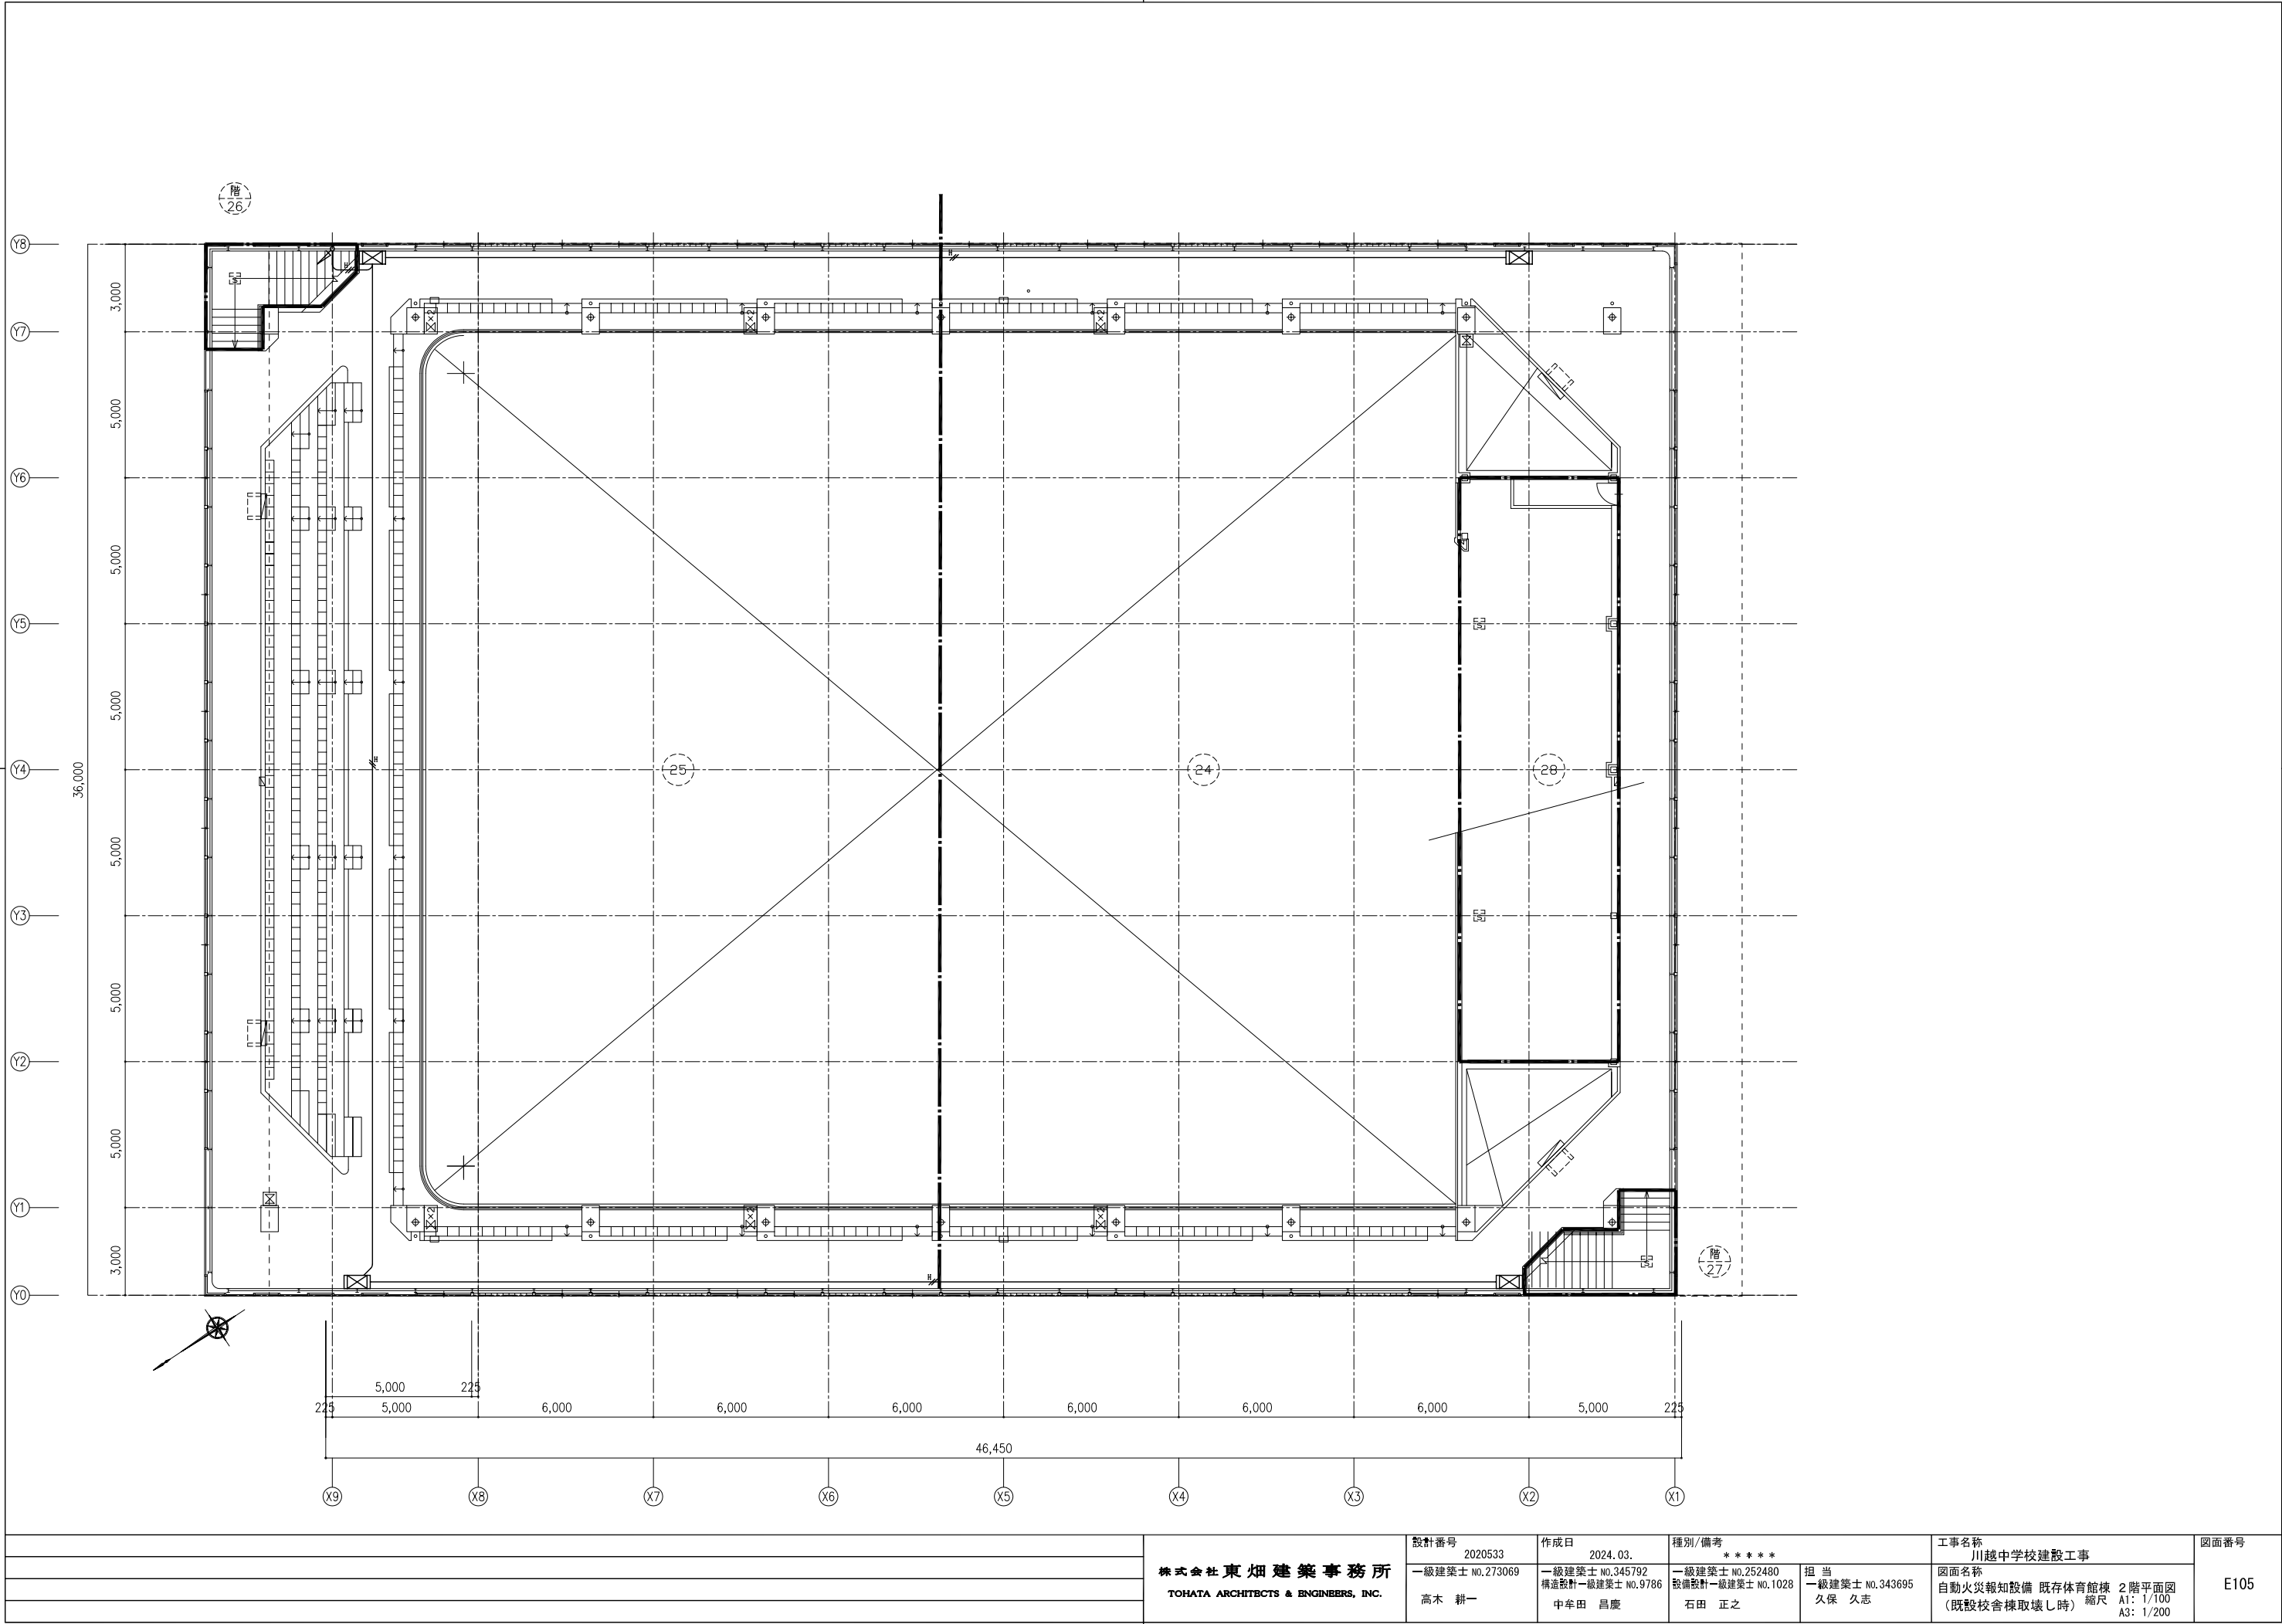 階
26
Y8
H
H
3,000
S
×2
×2
×2
Y7
5,000
Y6
5,000
Y5
S
5,000
36,000
Y4
H
25
24
28
5,000
Y3
S
5,000
Y2
5,000
Y1
×2
×2
×2
3,000
H
S
階
27
Y0
5,000 225
225 5,000 6,000 6,000 6,000 6,000 6,000 6,000 5,000 225
46,450
X9 X8 X7 X6 X5 X4 X3 X2 X1
株式会社 東畑建築事務所
TOHATA ARCHITECTS & ENGINEERS, INC.
設計番号
2020533
一級建築士 NO.273069
高木 耕一
作成日
2024.03.
一級建築士 NO.345792
構造設計一級建築士 NO.9786
中牟田 昌慶
種別/備考
* * * * *
一級建築士 NO.252480
設備設計一級建築士 NO.1028
石田 正之
担 当
一級建築士 NO.343695
久保 久志
工事名称
川越中学校建設工事
図面名称
自動火災報知設備 既存体育館棟 2階平面図
(既設校舎棟取壊し時) 縮尺 A1: 1/100
A3: 1/200
図面番号
E105